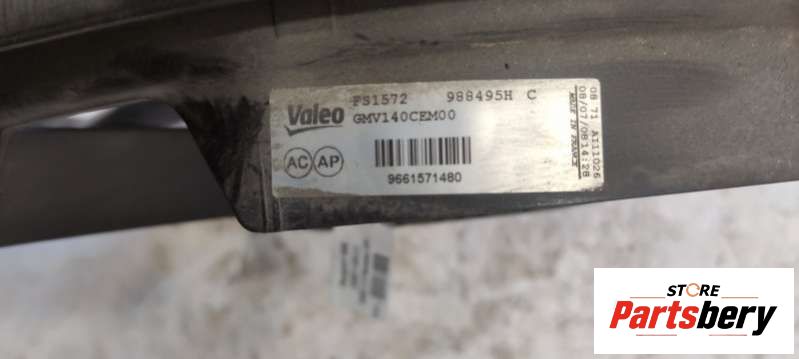 FS1572 988495H C
Valeo GMV140CEM00
AC AP
9661571480
08 71 A111026
08/07/08 14:28
MADE IN FRANCE
STORE
Partsbery